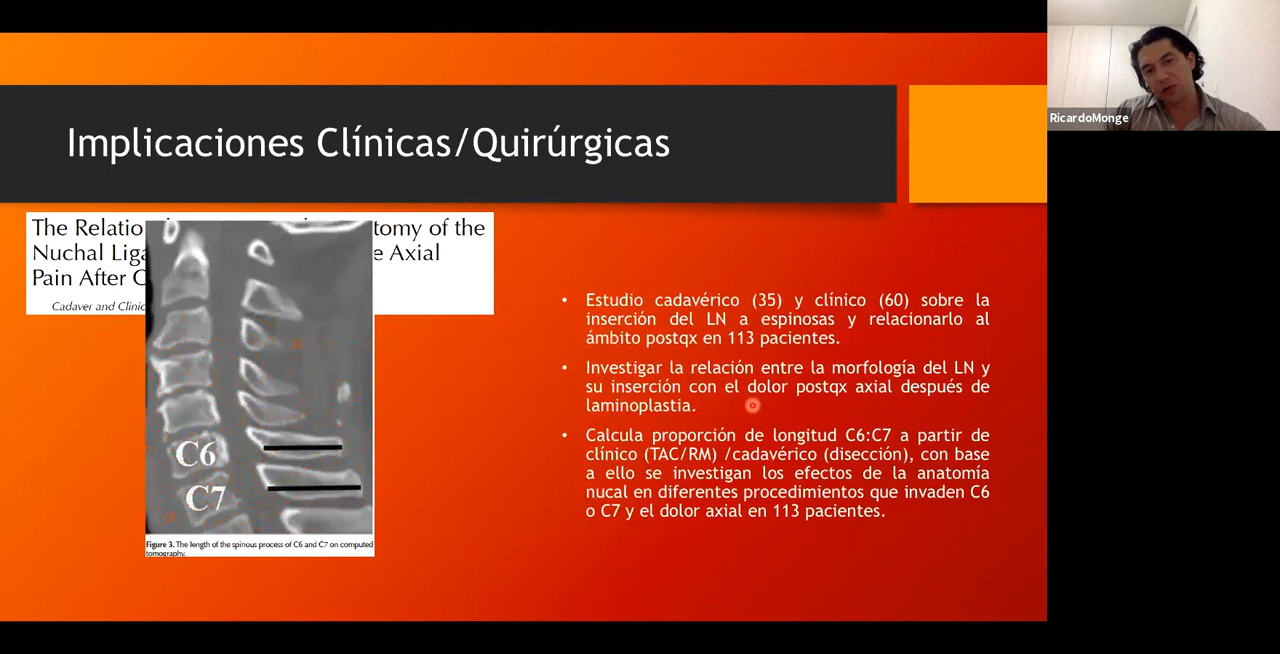 Implicaciones Clínicas/Quirúrgicas
RicardoMonge
The Relatio tomy of the
Nuchal Liga e Axial
Pain After C
Cadaver and Clinic
C6
C7
Figure 3. The length of the spinous process of C6 and C7 on computed
tomography.
• Estudio cadavérico (35) y clínico (60) sobre la
inserción del LN a espinosas y relacionarlo al
ámbito postqx en 113 pacientes.
• Investigar la relación entre la morfología del LN y
su inserción con el dolor postqx axial después de
laminoplastia.
• Calcula proporción de longitud C6:C7 a partir de
clínico (TAC/RM) /cadavérico (disección), con base
a ello se investigan los efectos de la anatomía
nucal en diferentes procedimientos que invaden C6
o C7 y el dolor axial en 113 pacientes.